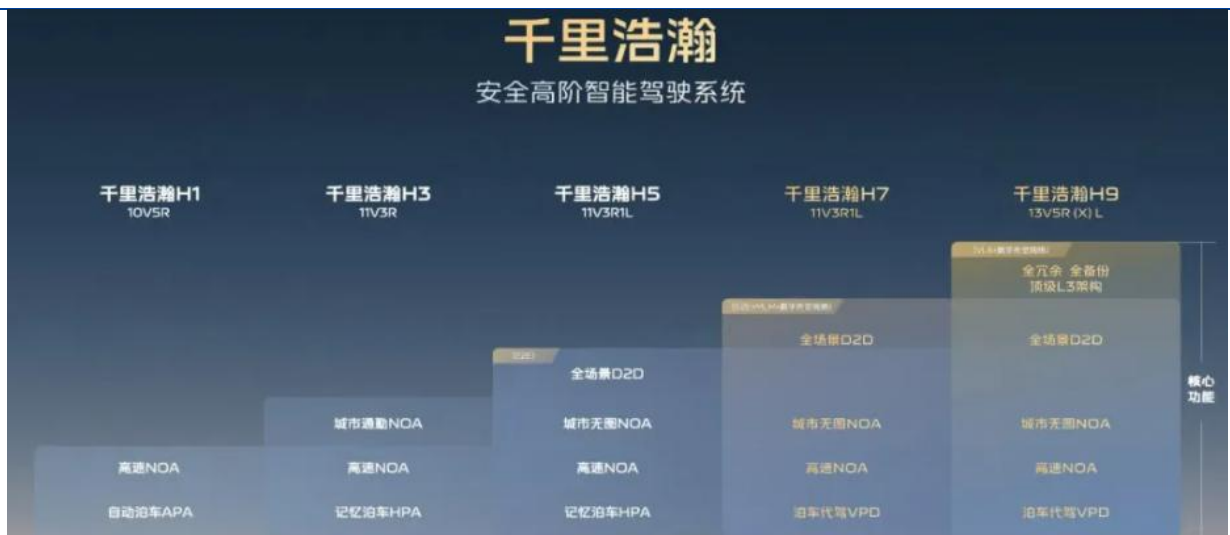 千里浩瀚
安全高阶智能驾驶系统
千里浩瀚H1
10V5R
千里浩瀚H3
11V3R
千里浩瀚H5
11V3R1L
千里浩瀚H7
11V3R1L
千里浩瀚H9
13V5R (X) L
全冗余 全备份
顶级L3架构
全场景D2D
全场景D2D
全场景D2D
核心
功能
城市通勤NOA
城市无图NOA
城市无图NOA
城市无图NOA
高速NOA
高速NOA
高速NOA
高速NOA
高速NOA
自动泊车APA
记忆泊车HPA
记忆泊车HPA
泊车代驾VPD
泊车代驾VPD